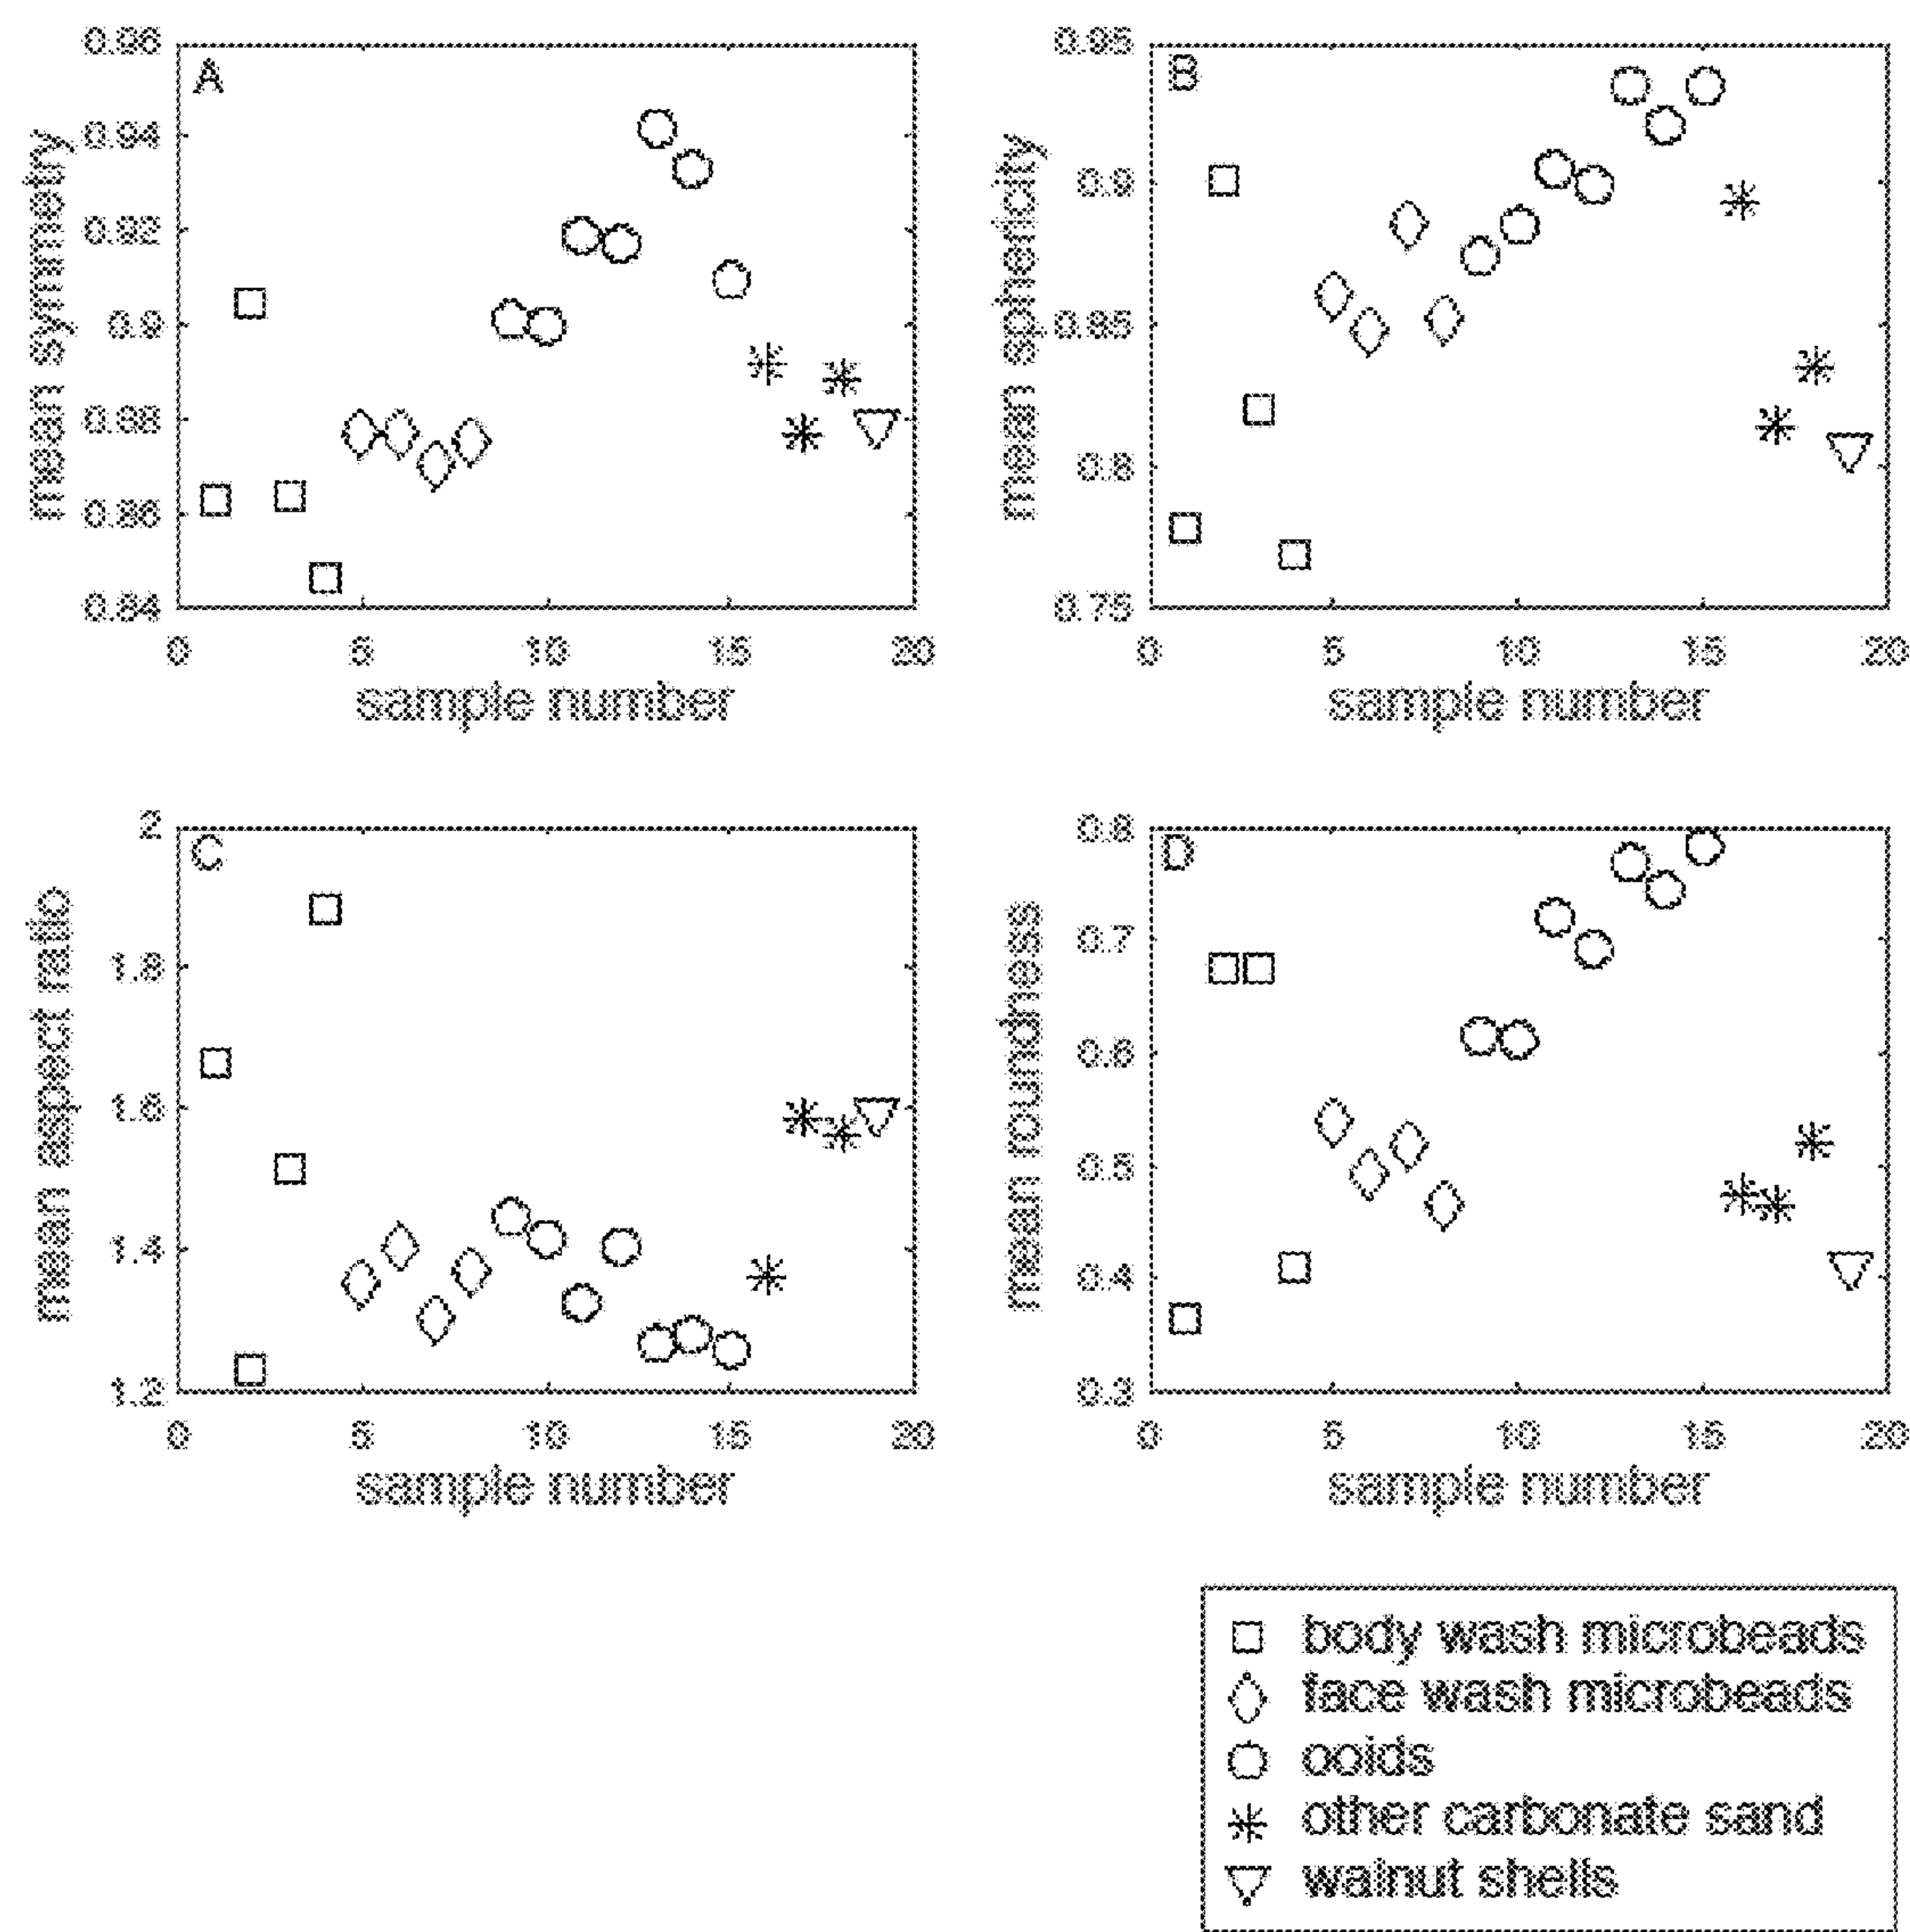 A
mean symmetry
0.96
0.94
0.92
0.9
0.88
0.86
0.84
0 5 10 15 20
sample number
B
mean sphericity
0.95
0.9
0.85
0.8
0.75
0 5 10 15 20
sample number
C
mean aspect ratio
2
1.8
1.6
1.4
1.2
0 5 10 15 20
sample number
D
mean roundness
0.8
0.7
0.6
0.5
0.4
0.3
0 5 10 15 20
sample number
body wash microbeads
face wash microbeads
ooids
other carbonate sand
walnut shells